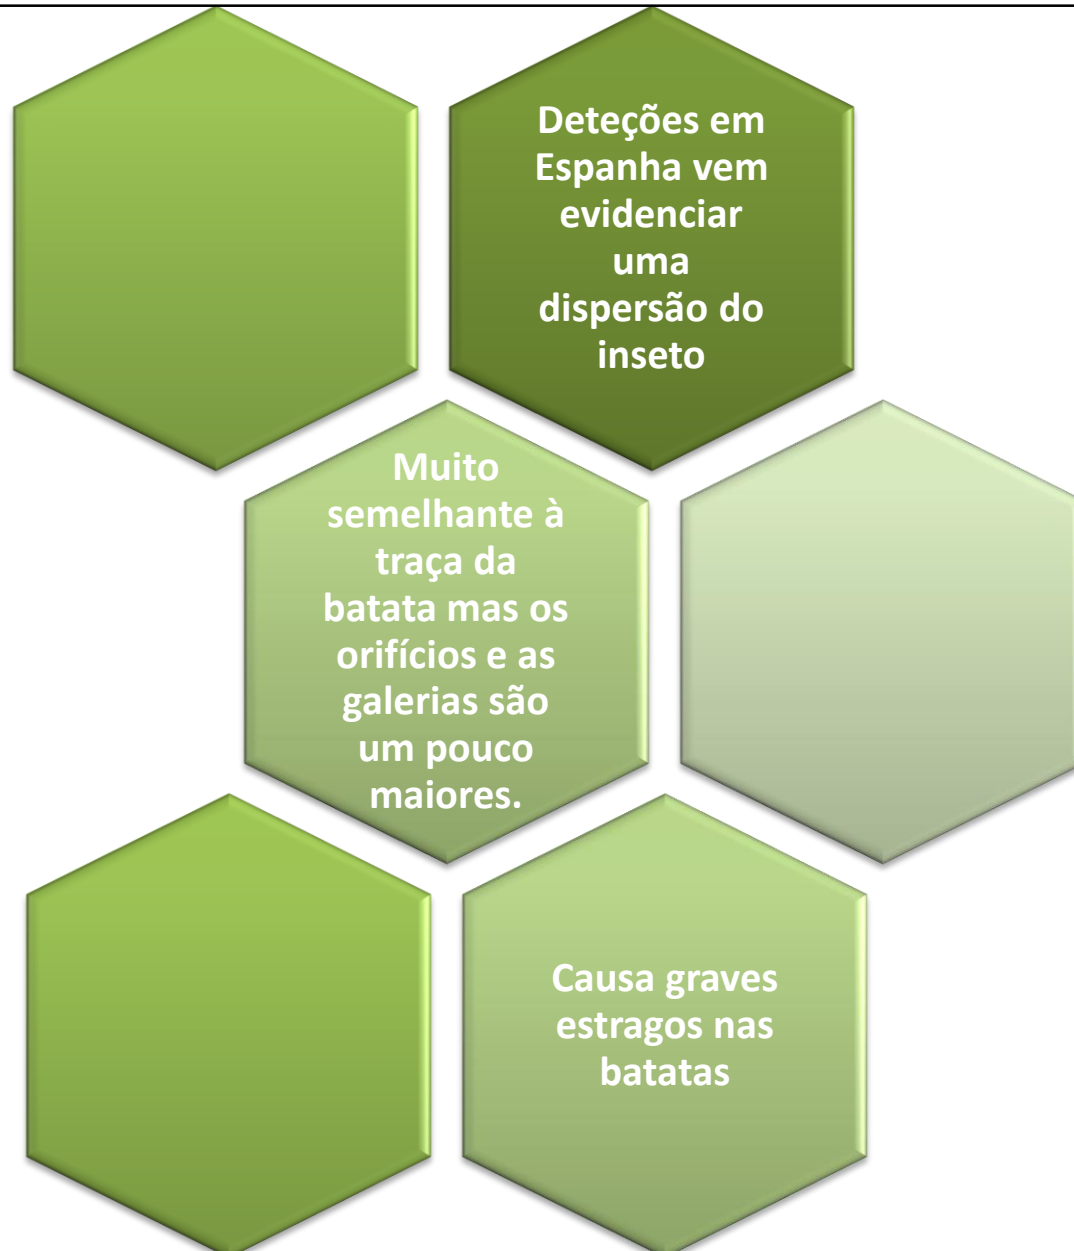 Deteções em
Espanha vem
evidenciar
uma
dispersão do
inseto
Muito
semelhante à
traça da
batata mas os
orifícios e as
galerias são
um pouco
maiores.
Causa graves
estragos nas
batatas